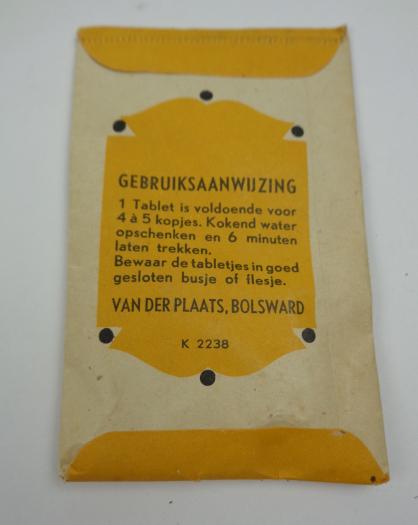 GEBRUIKSAANWIJZING
1 Tablet is voldoende voor
4 à 5 kopjes. Kokend water
opschenken en 6 minuten
laten trekken.
Bewaar de tabletjes in goed
gesloten busje of flesje.
VAN DER PLAATS, BOLSWARD
K 2238